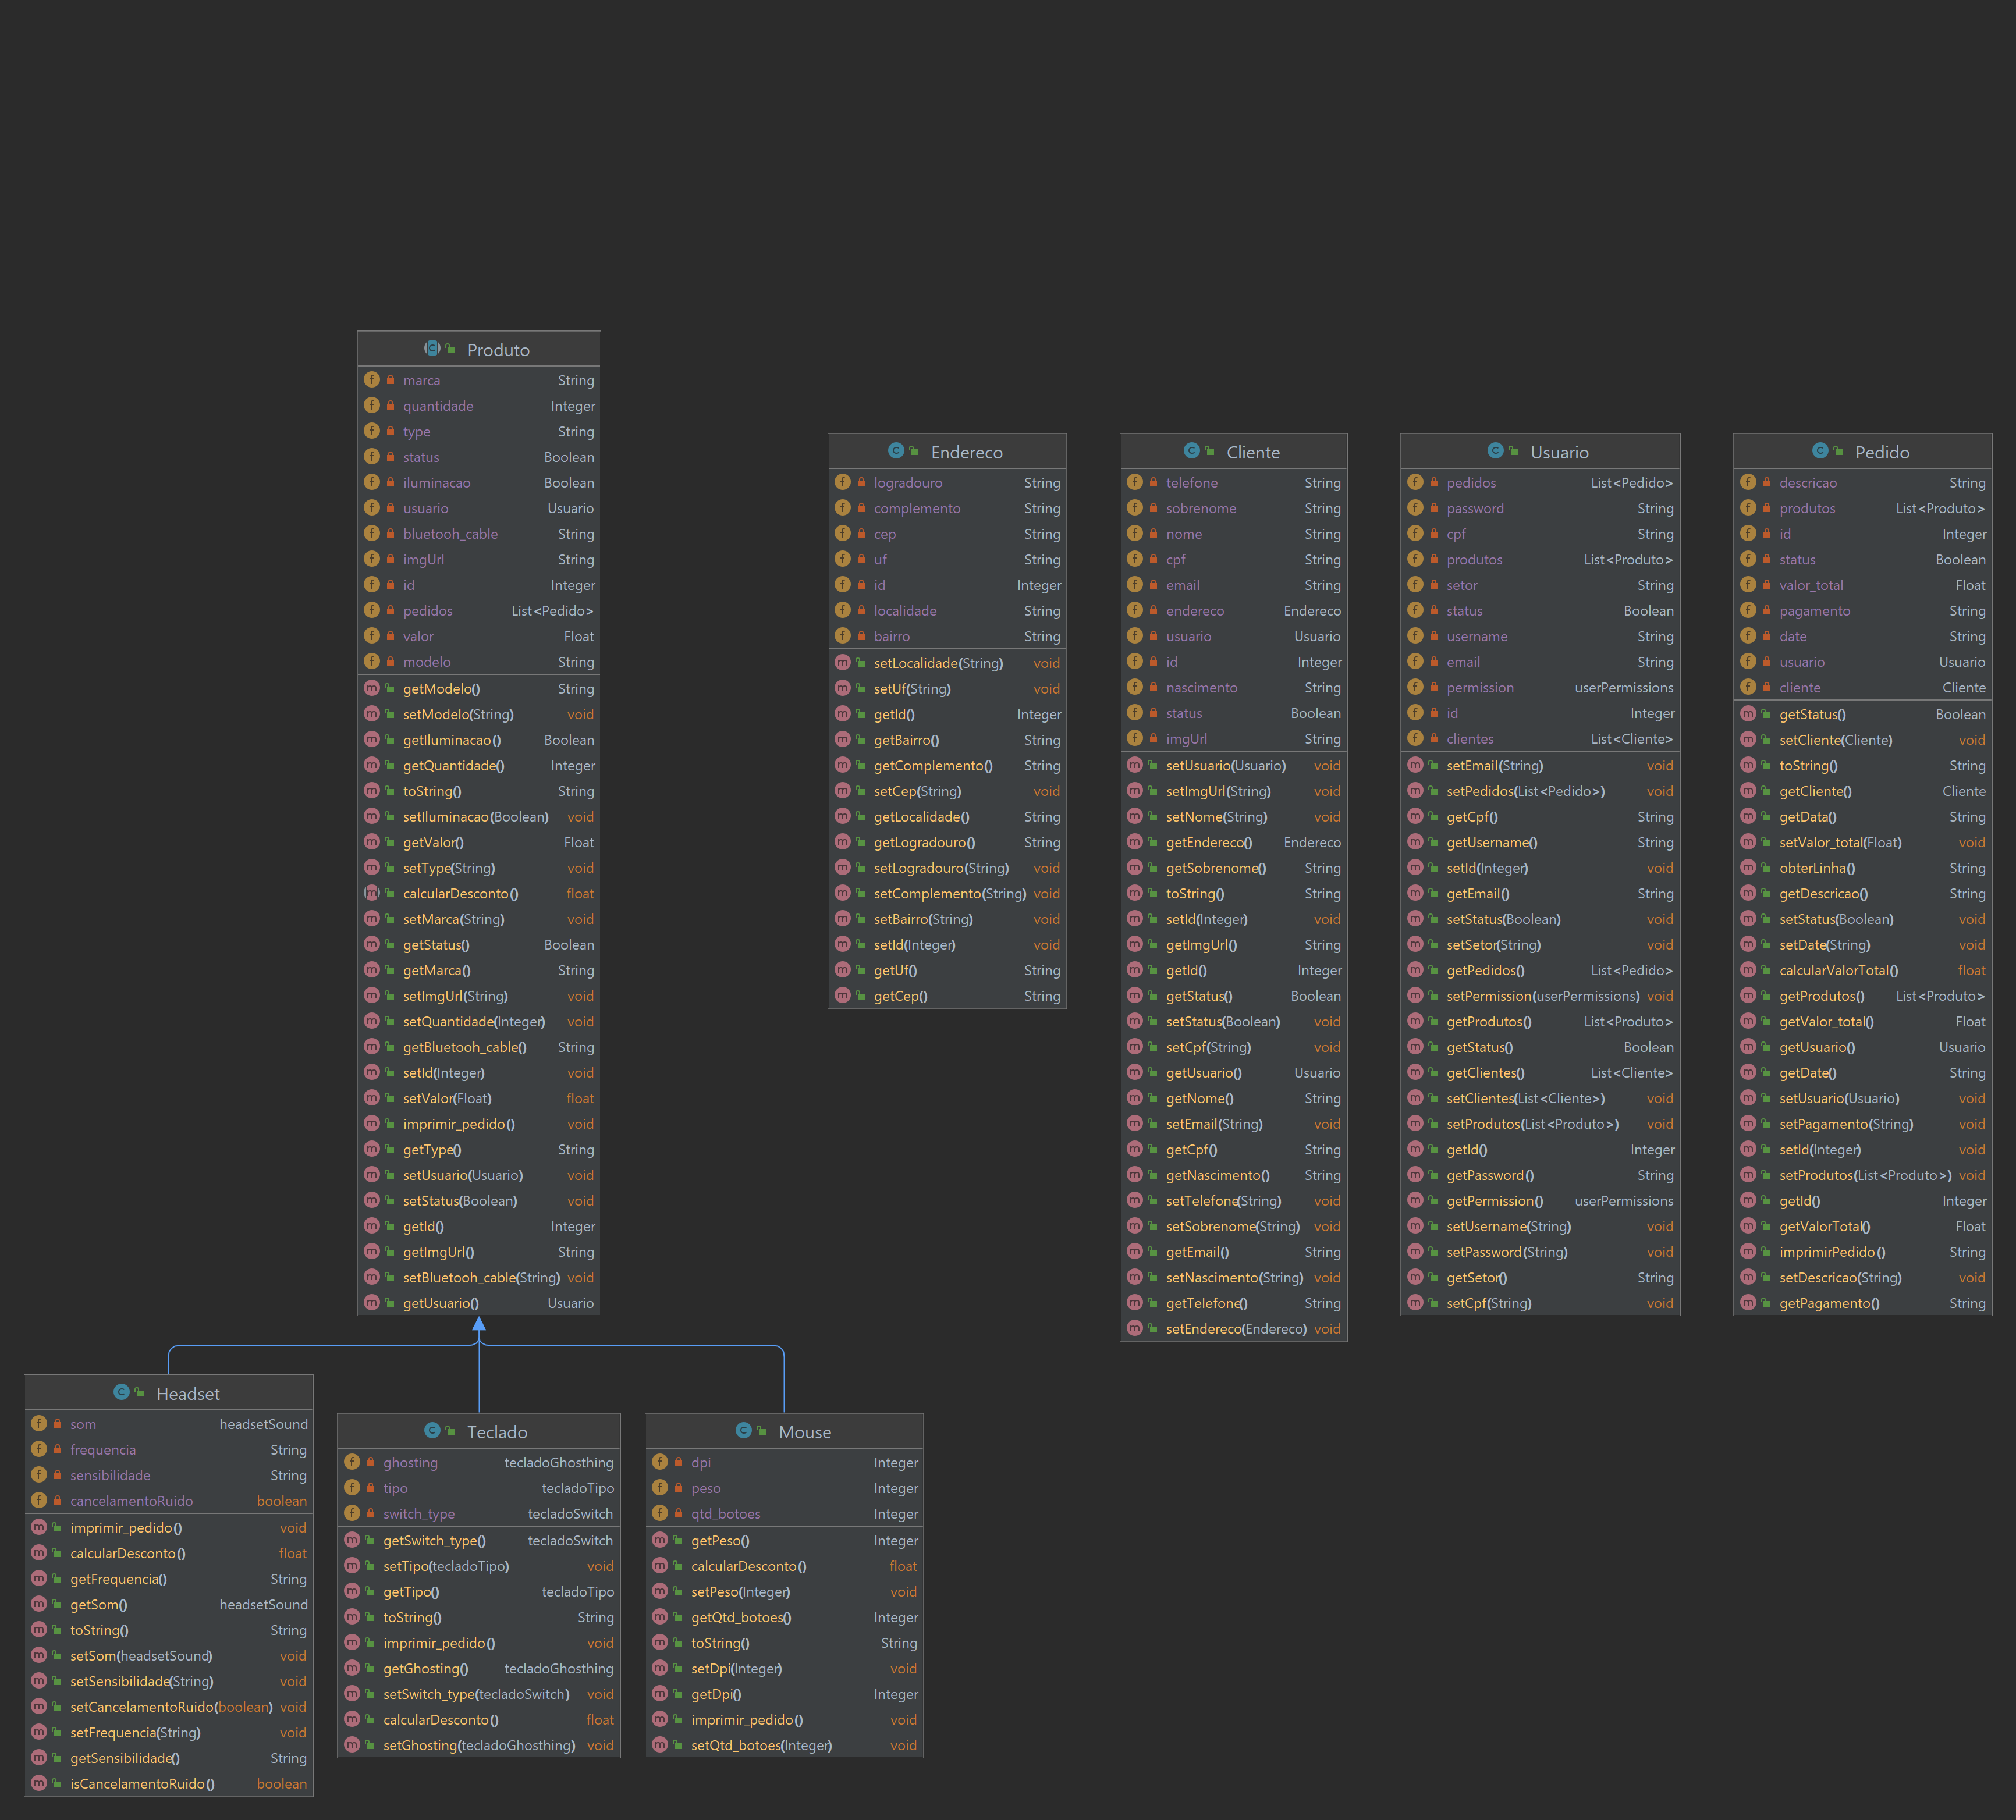 Produto
marca String
quantidade Integer
type String
status Boolean
iluminacao Boolean
usuario Usuario
bluetooh_cable String
imgUrl String
id Integer
pedidos List<Pedido>
valor Float
modelo String
getModelo() String
setModelo(String) void
getIluminacao() Boolean
getQuantidade() Integer
toString() String
setIluminacao(Boolean) void
getValor() Float
setType(String) void
calcularDesconto() float
setMarca(String) void
getStatus() Boolean
getMarca() String
setImgUrl(String) void
setQuantidade(Integer) void
getBluetooh_cable() String
setId(Integer) void
setValor(Float) float
imprimir_pedido() void
getType() String
setUsuario(Usuario) void
setStatus(Boolean) void
getId() Integer
getImgUrl() String
setBluetooh_cable(String) void
getUsuario() Usuario
Endereco
logradouro String
complemento String
cep String
uf String
id Integer
localidade String
bairro String
setLocalidade(String) void
setUf(String) void
getId() Integer
getBairro() String
getComplemento() String
setCep(String) void
getLocalidade() String
getLogradouro() String
setLogradouro(String) void
setComplemento(String) void
setBairro(String) void
setId(Integer) void
getUf() String
getCep() String
Cliente
telefone String
sobrenome String
nome String
cpf String
email String
endereco Endereco
usuario Usuario
id Integer
nascimento String
status Boolean
imgUrl String
setUsuario(Usuario) void
setImgUrl(String) void
setNome(String) void
getEndereco() Endereco
getSobrenome() String
toString() String
setId(Integer) void
getImgUrl() String
getId() Integer
getStatus() Boolean
setStatus(Boolean) void
setCpf(String) void
getUsuario() Usuario
getNome() String
setEmail(String) void
getCpf() String
getNascimento() String
setTelefone(String) void
setSobrenome(String) void
getEmail() String
setNascimento(String) void
getTelefone() String
setEndereco(Endereco) void
Usuario
pedidos List<Pedido>
password String
cpf String
produtos List<Produto>
setor String
status Boolean
username String
email String
permission userPermissions
id Integer
clientes List<Cliente>
setEmail(String) void
setPedidos(List<Pedido>) void
getCpf() String
getUsername() String
setId(Integer) void
getEmail() String
setStatus(Boolean) void
setSetor(String) void
getPedidos() List<Pedido>
setPermission(userPermissions) void
getProdutos() List<Produto>
getStatus() Boolean
getClientes() List<Cliente>
setClientes(List<Cliente>) void
setProdutos(List<Produto>) void
getId() Integer
getPassword() String
getPermission() userPermissions
setUsername(String) void
setPassword(String) void
getSetor() String
setCpf(String) void
Pedido
descricao String
produtos List<Produto>
id Integer
status Boolean
valor_total Float
pagamento String
date String
usuario Usuario
cliente Cliente
getStatus() Boolean
setCliente(Cliente) void
toString() String
getCliente() Cliente
getData() String
setValor_total(Float) void
obterLinha() String
getDescricao() String
setStatus(Boolean) void
setDate(String) void
calcularValorTotal() float
getProdutos() List<Produto>
getValor_total() Float
getUsuario() Usuario
getDate() String
setUsuario(Usuario) void
setPagamento(String) void
setId(Integer) void
setProdutos(List<Produto>) void
getId() Integer
getValorTotal() Float
imprimirPedido() String
setDescricao(String) void
getPagamento() String
Headset
som headsetSound
frequencia String
sensibilidade String
cancelamentoRuido boolean
imprimir_pedido() void
calcularDesconto() float
getFrequencia() String
getSom() headsetSound
toString() String
setSom(headsetSound) void
setSensibilidade(String) void
setCancelamentoRuido(boolean) void
setFrequencia(String) void
getSensibilidade() String
isCancelamentoRuido() boolean
Teclado
ghosting tecladoGhosthing
tipo tecladoTipo
switch_type tecladoSwitch
getSwitch_type() tecladoSwitch
setTipo(tecladoTipo) void
getTipo() tecladoTipo
toString() String
imprimir_pedido() void
getGhosting() tecladoGhosthing
setSwitch_type(tecladoSwitch) void
calcularDesconto() float
setGhosting(tecladoGhosthing) void
Mouse
dpi Integer
peso Integer
qtd_botoes Integer
getPeso() Integer
calcularDesconto() float
setPeso(Integer) void
getQtd_botoes() Integer
toString() String
setDpi(Integer) void
getDpi() Integer
imprimir_pedido() void
setQtd_botoes(Integer) void